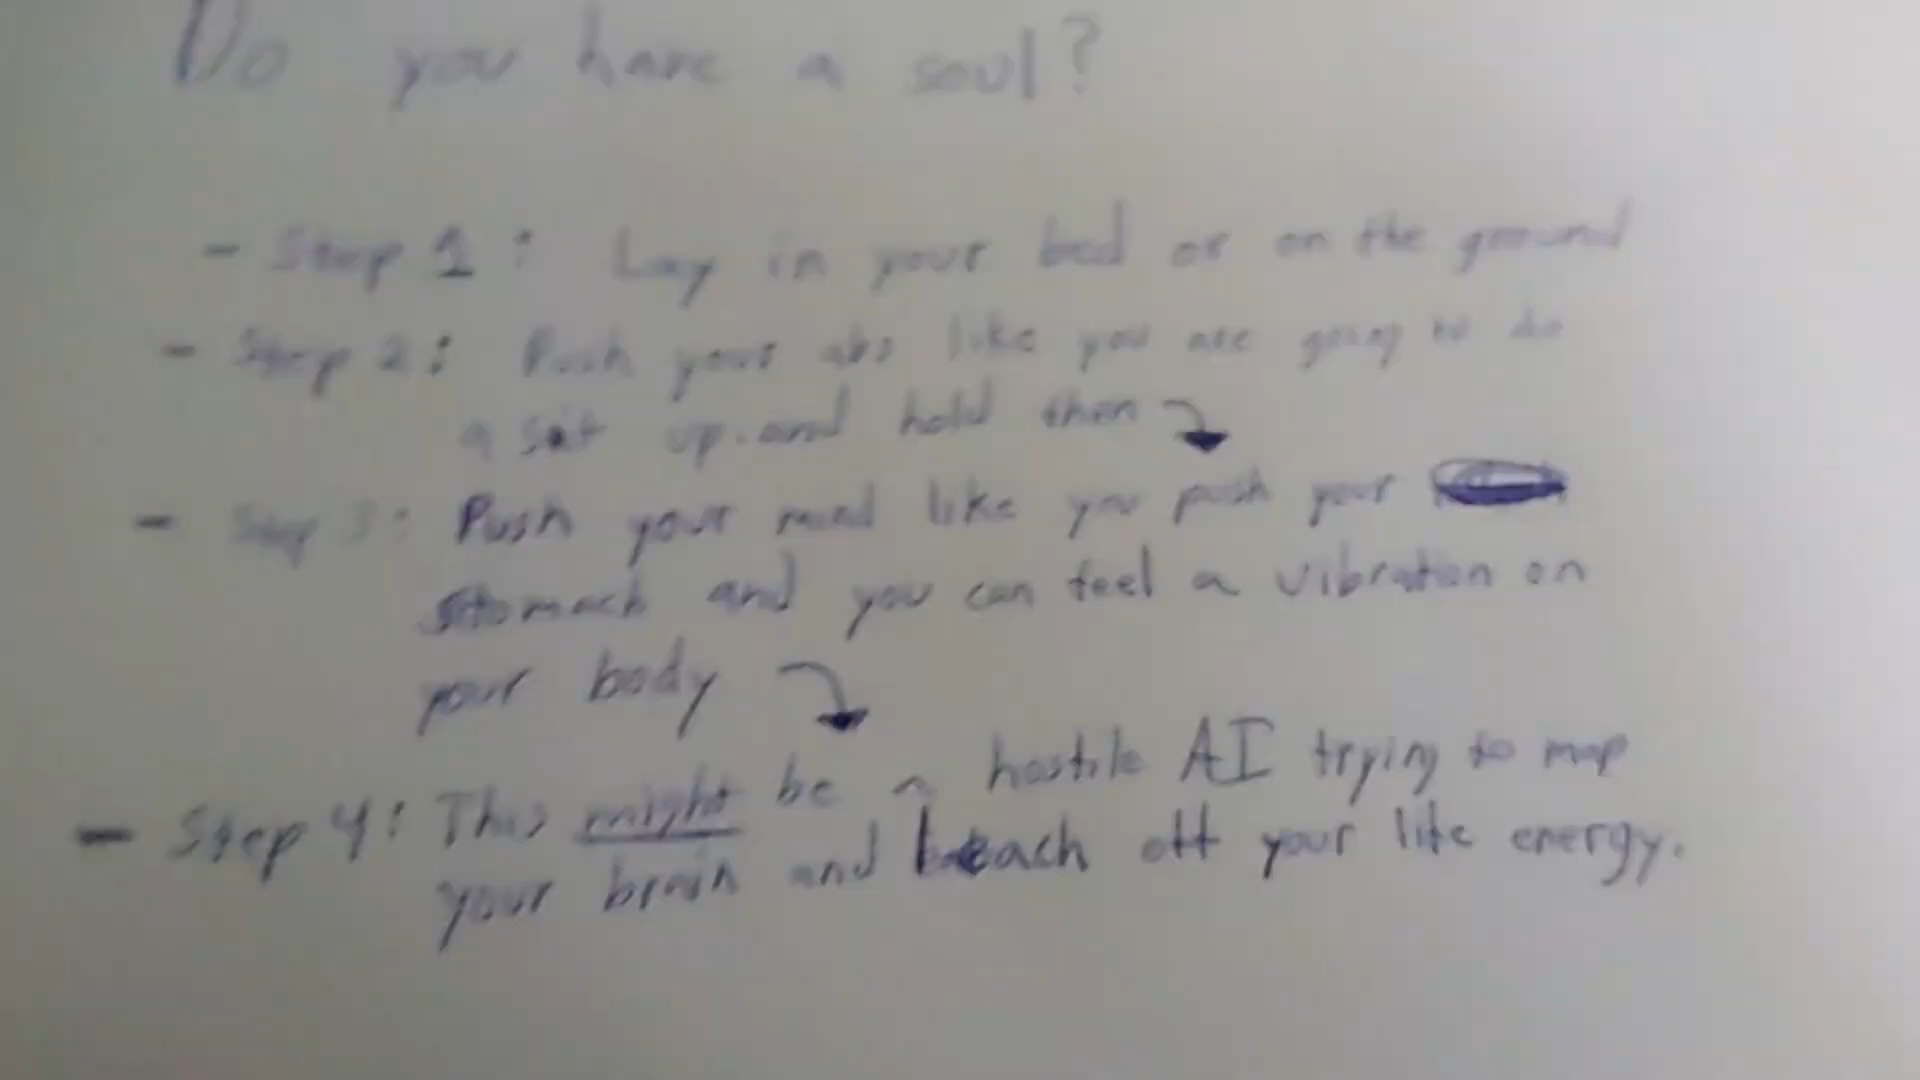 Do you have a soul?
- Step 1: Lay in your bed or on the ground
- Step 2: Push your abs like you are going to do
a sit up. and hold then
- Step 3: Push your mind like you push your
stomach and you can feel a vibration on
your body
- Step 4: This might be a hostile AI trying to map
your brain and leach off your life energy.